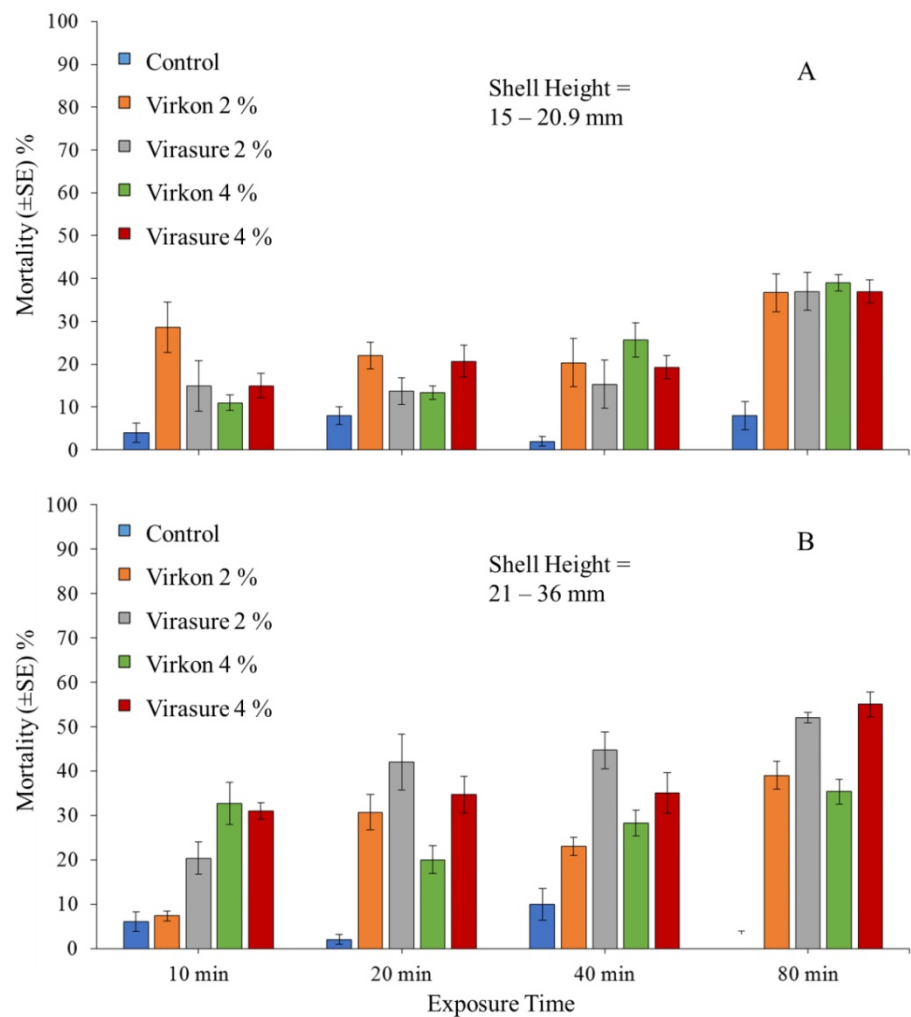 100
90
80
70
60
50
40
30
20
10
0
Mortality (±SE) %
Control
Virkon 2 %
Virasure 2 %
Virkon 4 %
Virasure 4 %
Shell Height =
15 – 20.9 mm
A
100
90
80
70
60
50
40
30
20
10
0
Mortality (±SE) %
Control
Virkon 2 %
Virasure 2 %
Virkon 4 %
Virasure 4 %
Shell Height =
21 – 36 mm
B
10 min 20 min 40 min 80 min
Exposure Time